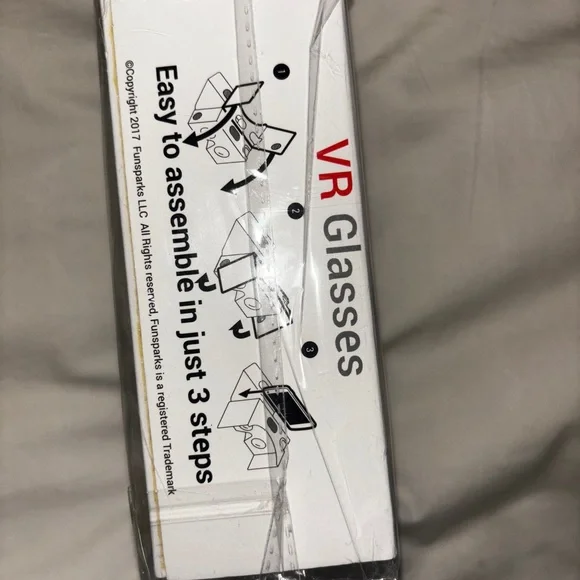 VR Glasses
1
2
3
Easy to assemble in just 3 steps
©Copyright 2017 Funsparks LLC All Rights reserved, Funsparks is a registered Trademark